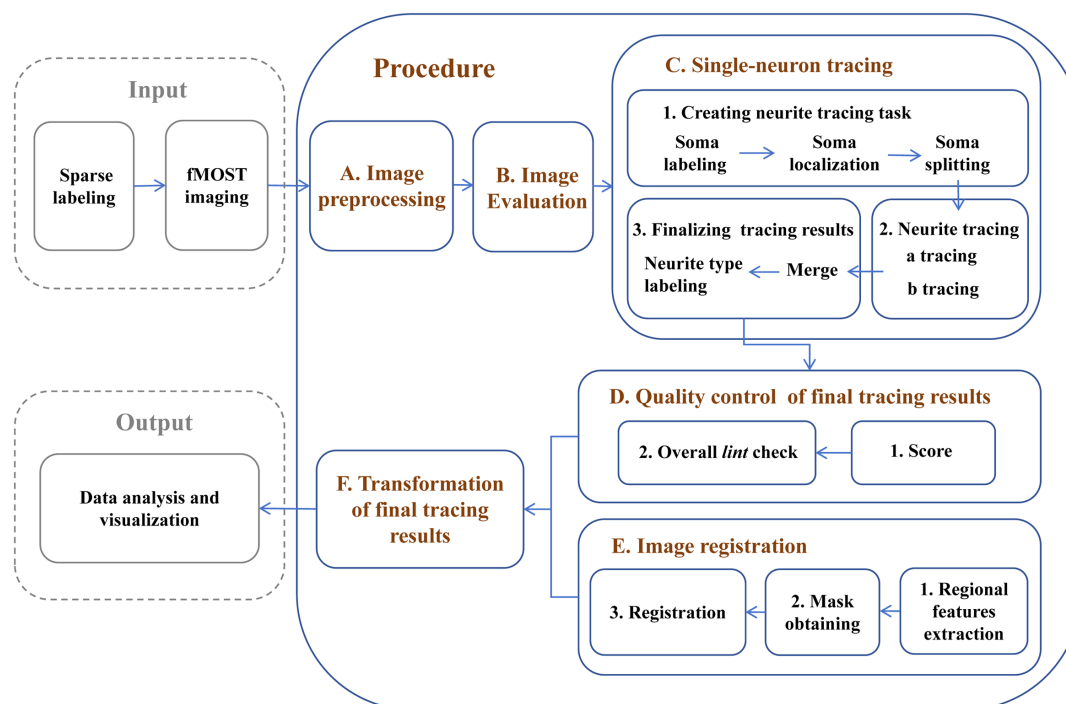 Input
Sparse
labeling
fMOST
imaging
Procedure
A. Image
preprocessing
B. Image
Evaluation
C. Single-neuron tracing
1. Creating neurite tracing task
Soma
labeling
Soma
localization
Soma
splitting
2. Neurite tracing
a tracing
b tracing
3. Finalizing tracing results
Merge
Neurite type
labeling
D. Quality control of final tracing results
1. Score
2. Overall lint check
E. Image registration
1. Regional
features
extraction
2. Mask
obtaining
3. Registration
F. Transformation
of final tracing
results
Output
Data analysis and
visualization